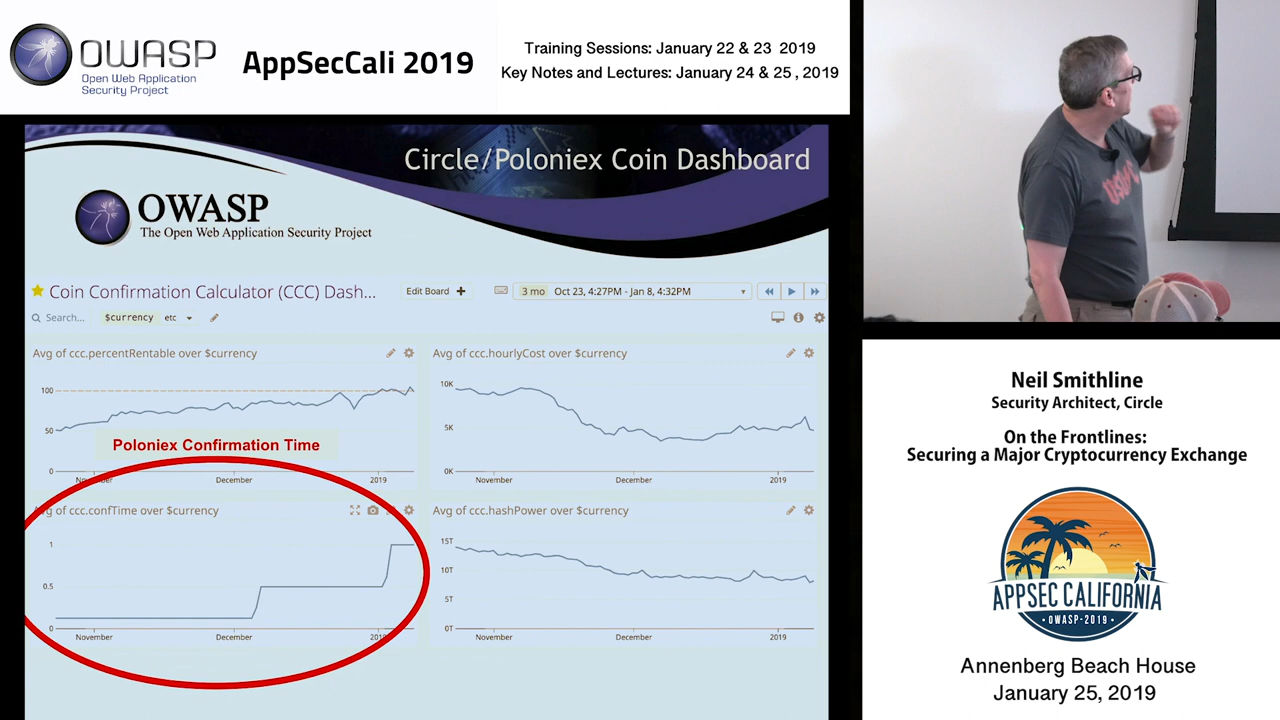 OWASP
Open Web Application
Security Project
AppSecCali 2019
Training Sessions: January 22 & 23 2019
Key Notes and Lectures: January 24 & 25 , 2019
Circle/Poloniex Coin Dashboard
OWASP
The Open Web Application Security Project
Coin Confirmation Calculator (CCC) Dash...
Edit Board +
3 mo Oct 23, 4:27PM - Jan 8, 4:32PM
Search... $currency etc
Avg of ccc.percentRentable over $currency
100
50
0
November December 2019
Avg of ccc.hourlyCost over $currency
10K
5K
0K
November December 2019
Poloniex Confirmation Time
Avg of ccc.confTime over $currency
1
0.5
0
November December 2019
Avg of ccc.hashPower over $currency
15T
10T
5T
0T
November December 2019
Neil Smithline
Security Architect, Circle
On the Frontlines:
Securing a Major Cryptocurrency Exchange
APPSEC CALIFORNIA
OWASP-2019
Annenberg Beach House
January 25, 2019